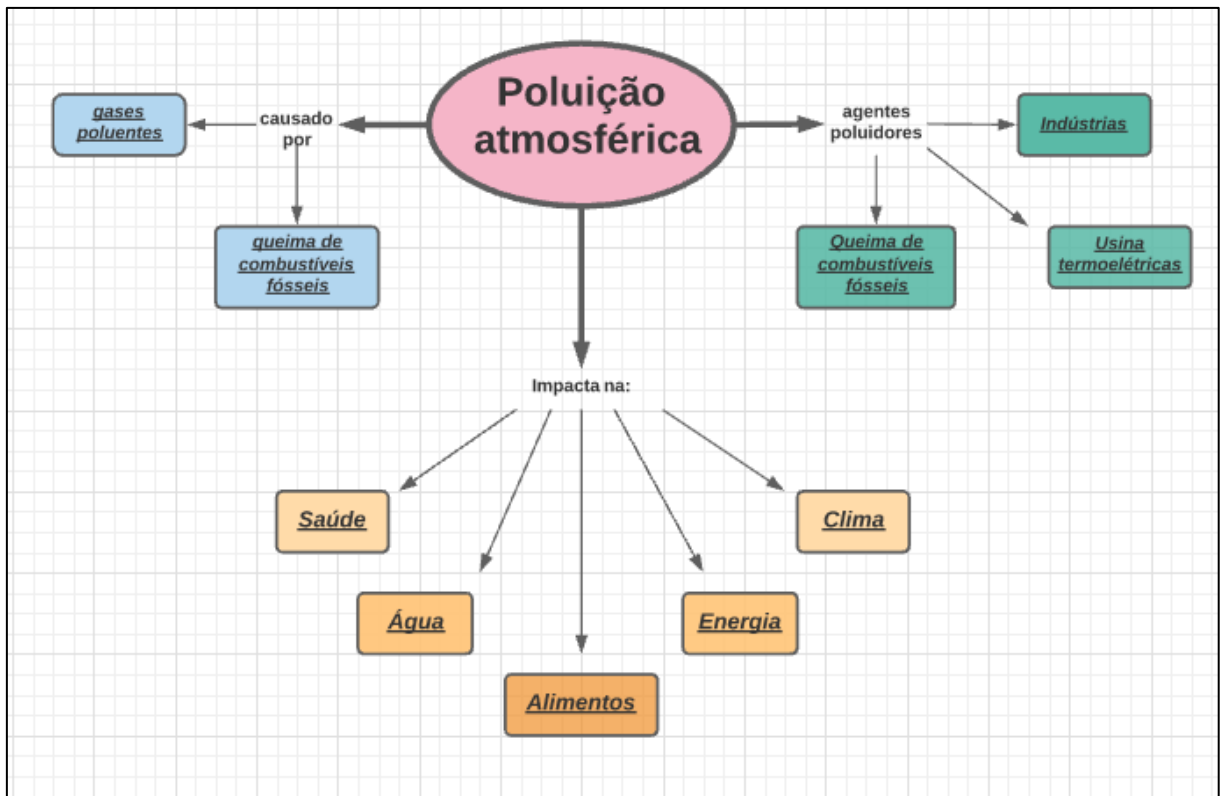 Poluição
atmosférica
gases
poluentes
causado
por
queima de
combustíveis
fósseis
agentes
poluidores
Indústrias
Queima de
combustíveis
fósseis
Usina
termoelétricas
Impacta na:
Saúde
Clima
Água
Energia
Alimentos